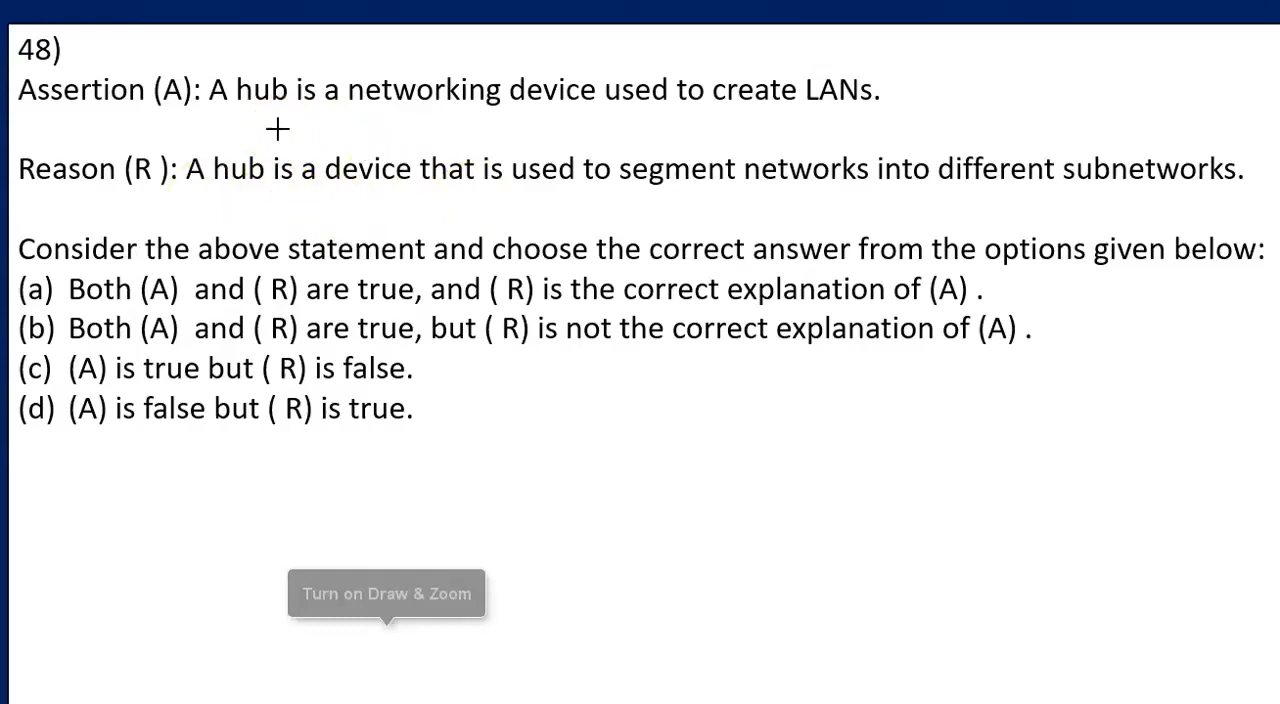 48)
Assertion (A): A hub is a networking device used to create LANs.
Reason (R ): A hub is a device that is used to segment networks into different subnetworks.
Consider the above statement and choose the correct answer from the options given below:
(a) Both (A) and ( R) are true, and ( R) is the correct explanation of (A) .
(b) Both (A) and ( R) are true, but ( R) is not the correct explanation of (A) .
(c) (A) is true but ( R) is false.
(d) (A) is false but ( R) is true.
Turn on Draw & Zoom